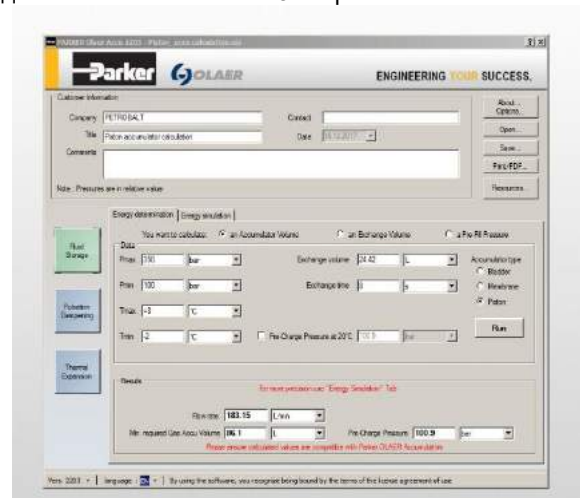 PARKER Olaer Accu 2203 - Piston_accu calculation.oai
Parker OLAER ENGINEERING YOUR SUCCESS.
Customer information
Company PETROBALT Contact
Title Piston accumulator calculation Date
Comments
Note : Pressures are in relative value
About... Options...
Open...
Save...
Print/PDF...
Resources...
Energy determination Energy simulation
You want to calculate: an Accumulator Volume an Exchange Volume a Pre-Fill Pressure
Fluid Storage
Pulsation Dampening
Thermal Expansion
Data
Pmax 350 bar Exchange volume 24.42 L Accumulator type
Bladder
Pmin 100 bar Exchange time 8 s Membrane
Piston
Tmax °C
Tmin -2 °C Pre-Charge Pressure at 20°C bar Run
Results
For more precision use "Energy Simulation" Tab
Flow rate 183.15 L/min
Min. required Gas Accu Volume 86.1 L Pre-Charge Pressure 100.9 bar
Please ensure calculated values are compatible with Parker OLAER Accumulators
Vers. 2203 language : By using the software, you recognise being bound by the terms of the license agreement of use